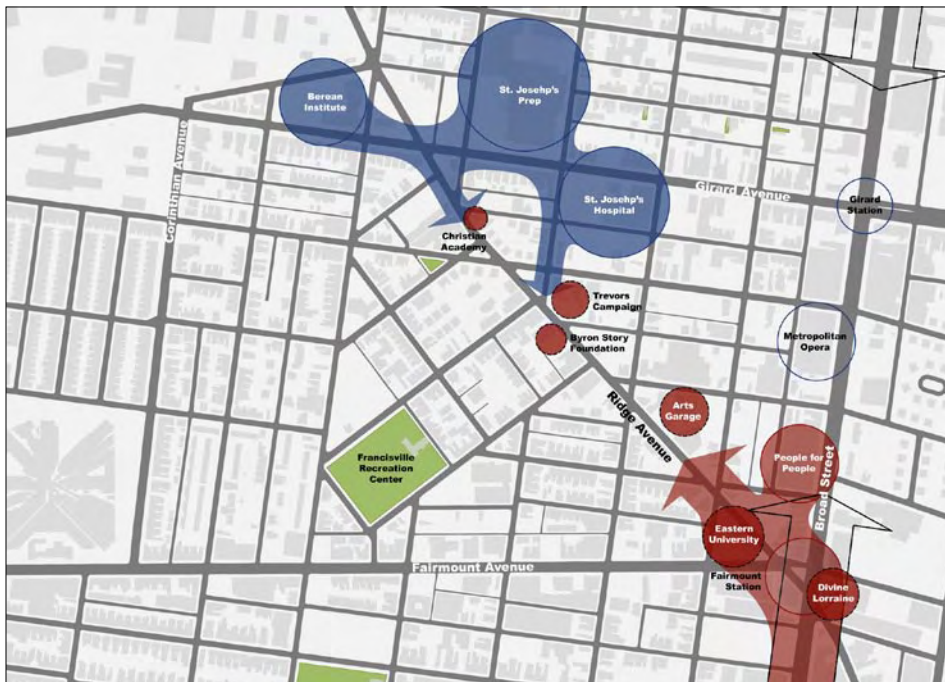 Berean
Institute
St. Josehp's
Prep
Corinthian Avenue
St. Josehp's
Hospital
Girard Avenue
Girard
Station
Christian
Academy
Trevors
Campaign
Byron Story
Foundation
Metropolitan
Opera
Ridge Avenue
Arts
Garage
Francisville
Recreation
Center
People for
People
Broad Street
Eastern
University
Fairmount Avenue
Fairmount
Station
Divine
Lorraine